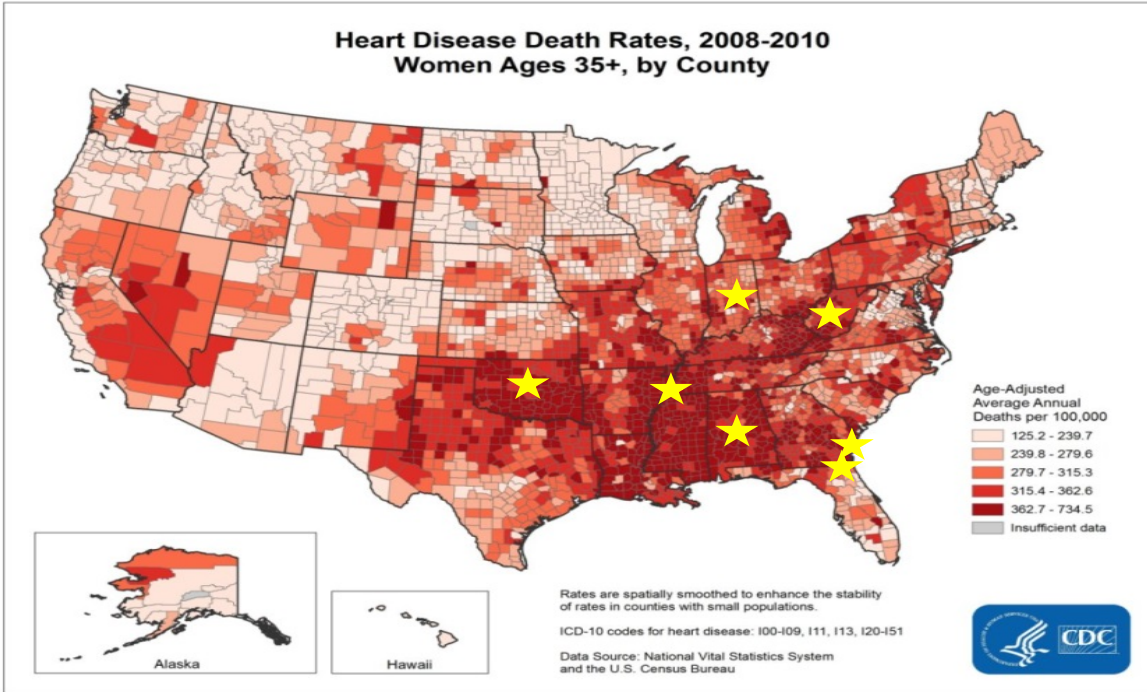 Heart Disease Death Rates, 2008-2010
Women Ages 35+, by County
Age-Adjusted
Average Annual
Deaths per 100,000
125.2 - 239.7
239.8 - 279.6
279.7 - 315.3
315.4 - 362.6
362.7 - 734.5
Insufficient data
Alaska
Hawaii
Rates are spatially smoothed to enhance the stability
of rates in counties with small populations.
ICD-10 codes for heart disease: I00-I09, I11, I13, I20-I51
Data Source: National Vital Statistics System
and the U.S. Census Bureau
CDC